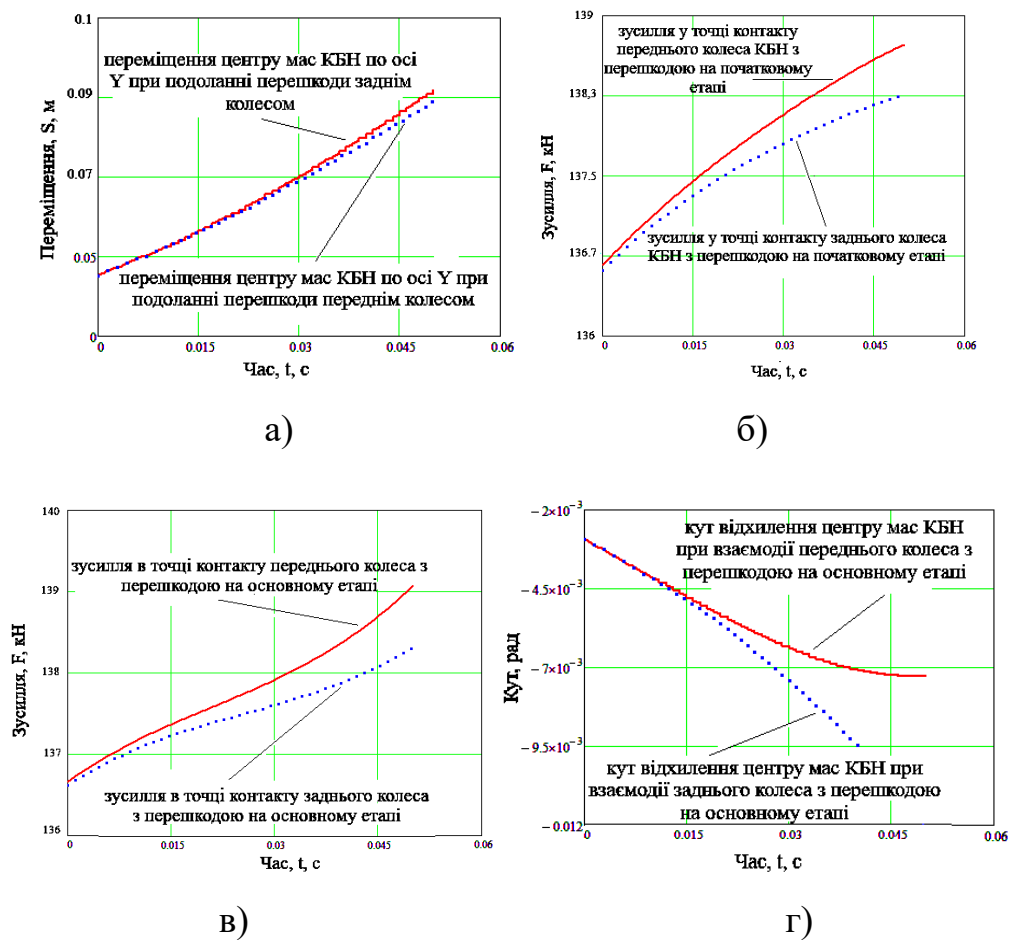 0.1
0.09
0.07
0.05
0
Переміщення, S, м
переміщення центру мас КБН по осі
Y при подоланні перешкоди заднім
колесом
переміщення центру мас КБН по осі Y при
подоланні перешкоди переднім колесом
0
0.015
0.03
0.045
0.06
Час, t, с
а)
139
138,3
137.5
136.7
136
Зусилля, F, кН
зусилля у точці контакту
переднього колеса КБН з
перешкодою на початковому
етапі
зусилля у точці контакту заднього колеса
КБН з перешкодою на початковому етапі
0
0.015
0.03
0.045
0.06
Час, t, с
б)
140
139
138
137
136
Зусилля, F, кН
зусилля в точці контакту переднього колеса з
перешкодою на основному етапі
зусилля в точці контакту заднього колеса
з перешкодою на основному етапі
0
0.015
0.03
0.045
0.06
Час, t, с
в)
−2×10⁻³
−4.5×10⁻³
−7×10⁻³
−9.5×10⁻³
−0.012
Кут, рад
кут відхилення центру мас КБН
при взаємодії переднього колеса з
перешкодою на основному етапі
кут відхилення центру мас КБН при
взаємодії заднього колеса з перешкодою
на основному етапі
0
0.015
0.03
0.045
0.06
Час, t, с
г)